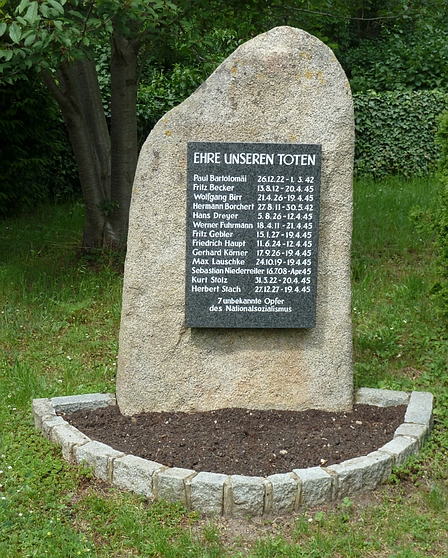 EHRE UNSEREN TOTEN
Paul Bartolomäi 26.12.22 - 1. 3. 42
Fritz Becker 13.8.12 - 20.4.45
Wolfgang Birr 21.4.26 - 19.4.45
Hermann Borchert 27.8.11 - 30.5.42
Hans Dreyer 5.8.26 - 12.4.45
Werner Fuhrmann 18.4.11 - 21.4.45
Fritz Gebler 15.1.27 - 19.4.45
Friedrich Haupt 11.6.24 - 12.4.45
Gerhard Körner 17.9.26 - 19.4.45
Max Lauschke 24.10.19 - 19.4.45
Sebastian Niederreiler 16.7.08 - Apr.45
Kurt Stolz 31.3.22 - 20.4.45
Herbert Stach 27.12.27 - 19.4.45
7 unbekannte Opfer
des Nationalsozialismus